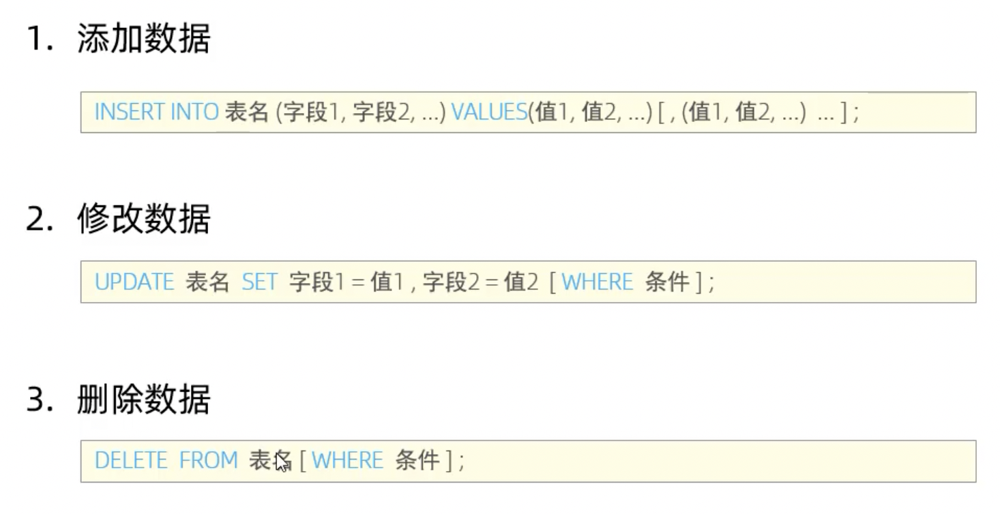 1. 添加数据
INSERT INTO 表名 (字段1, 字段2, ...) VALUES(值1, 值2, ...) [ , (值1, 值2, ...) ... ] ;
2. 修改数据
UPDATE 表名 SET 字段1 = 值1 , 字段2 = 值2 [ WHERE 条件 ] ;
3. 删除数据
DELETE FROM 表名 [ WHERE 条件 ] ;